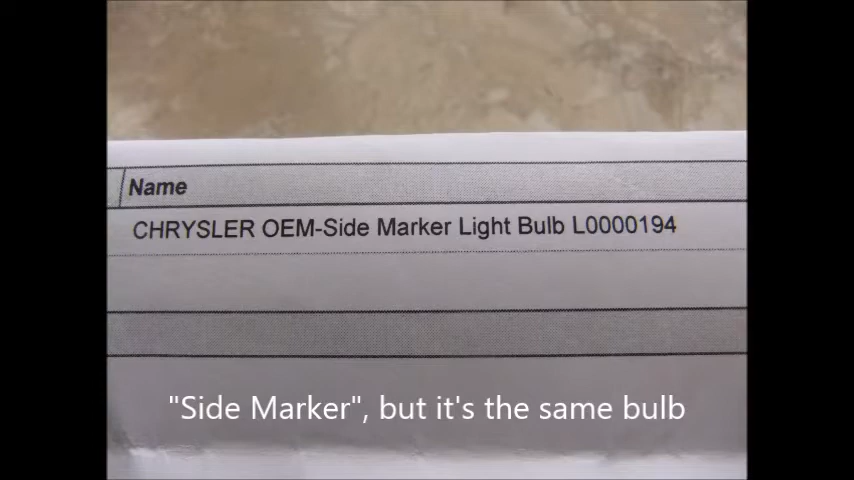 Name
CHRYSLER OEM-Side Marker Light Bulb L0000194
"Side Marker", but it's the same bulb